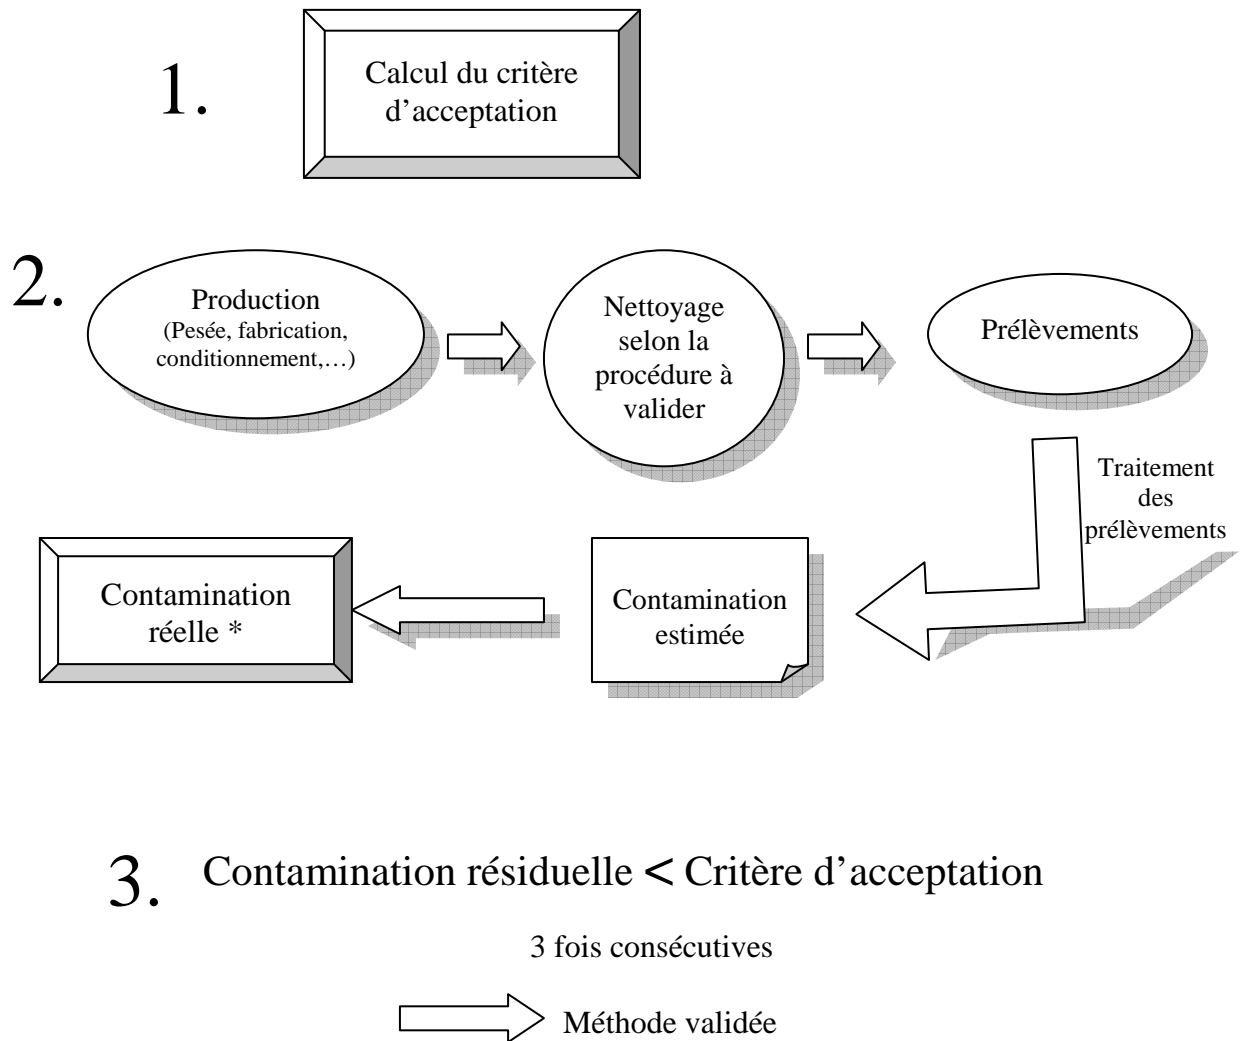 1.
Calcul du critère
d’acceptation
2.
Production
(Pesée, fabrication,
conditionnement,…)
Nettoyage
selon la
procédure à
valider
Prélèvements
Traitement
des
prélèvements
Contamination
estimée
Contamination
réelle *
3. Contamination résiduelle < Critère d’acceptation
3 fois consécutives
Méthode validée